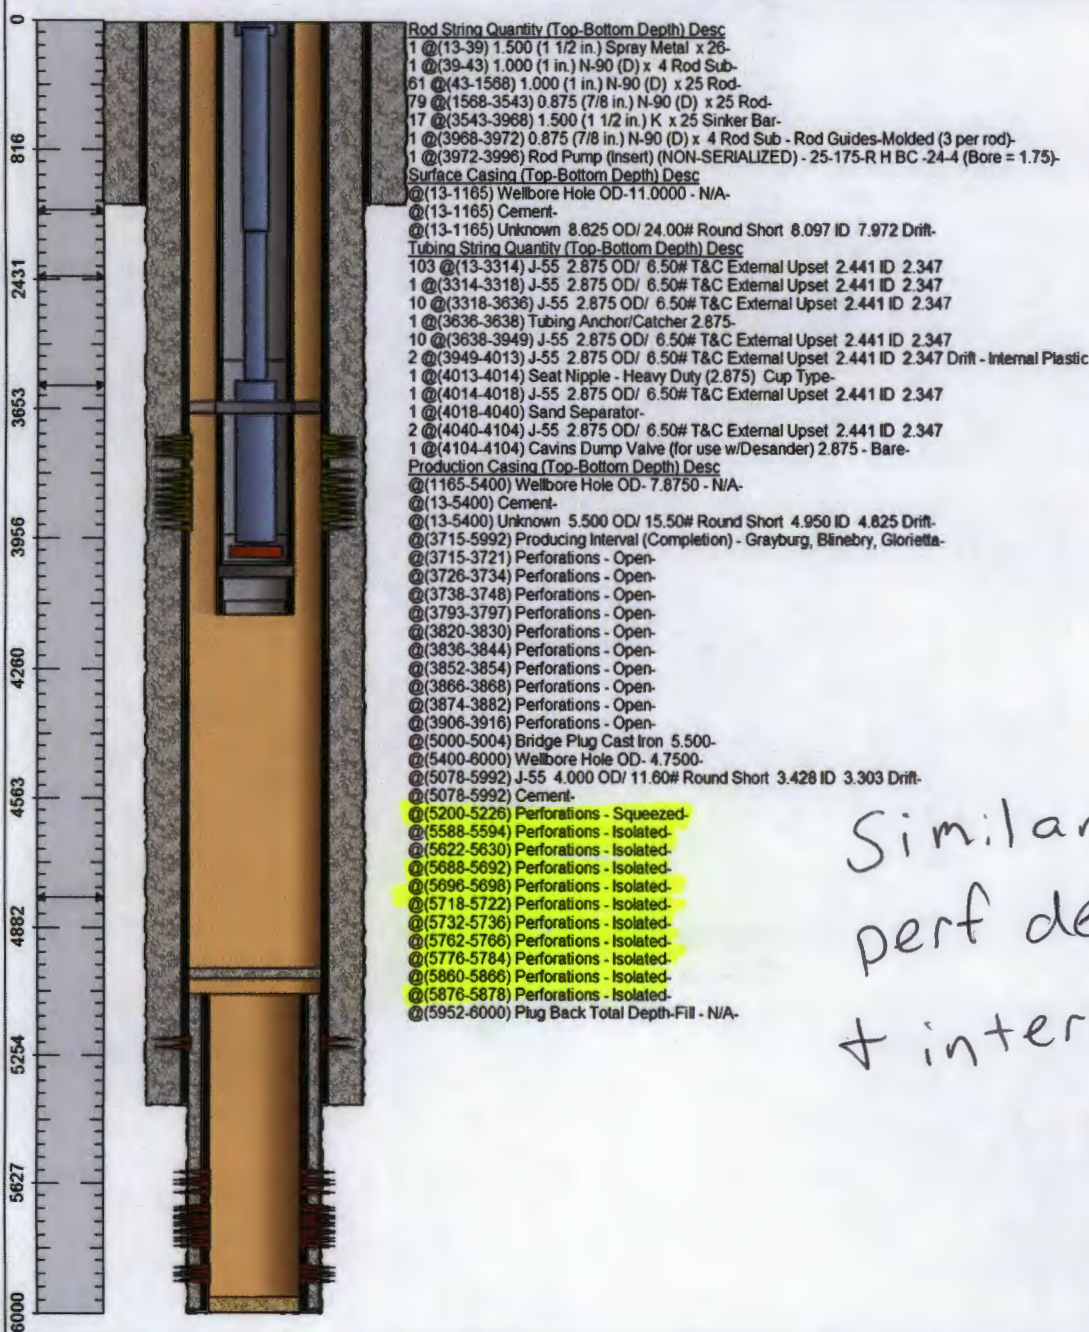 0
816
2431
3653
3956
4260
4563
4882
5254
5627
6000
Rod String Quantity (Top-Bottom Depth) Desc
1 @(13-39) 1.500 (1 1/2 in.) Spray Metal x 26-
1 @(39-43) 1.000 (1 in.) N-90 (D) x 4 Rod Sub-
61 @(43-1568) 1.000 (1 in.) N-90 (D) x 25 Rod-
79 @(1568-3543) 0.875 (7/8 in.) N-90 (D) x 25 Rod-
17 @(3543-3968) 1.500 (1 1/2 in.) K x 25 Sinker Bar-
1 @(3968-3972) 0.875 (7/8 in.) N-90 (D) x 4 Rod Sub - Rod Guides-Molded (3 per rod)-
1 @(3972-3996) Rod Pump (Insert) (NON-SERIALIZED) - 25-175-R H BC -24-4 (Bore = 1.75)-
Surface Casing (Top-Bottom Depth) Desc
@(13-1165) Wellbore Hole OD-11.0000 - N/A-
@(13-1165) Cement-
@(13-1165) Unknown 8.625 OD/ 24.00# Round Short 8.097 ID 7.972 Drift-
Tubing String Quantity (Top-Bottom Depth) Desc
103 @(13-3314) J-55 2.875 OD/ 6.50# T&C External Upset 2.441 ID 2.347
1 @(3314-3318) J-55 2.875 OD/ 6.50# T&C External Upset 2.441 ID 2.347
10 @(3318-3636) J-55 2.875 OD/ 6.50# T&C External Upset 2.441 ID 2.347
1 @(3636-3638) Tubing Anchor/Catcher 2.875-
10 @(3638-3949) J-55 2.875 OD/ 6.50# T&C External Upset 2.441 ID 2.347
2 @(3949-4013) J-55 2.875 OD/ 6.50# T&C External Upset 2.441 ID 2.347 Drift - Internal Plastic
1 @(4013-4014) Seat Nipple - Heavy Duty (2.875) Cup Type-
1 @(4014-4018) J-55 2.875 OD/ 6.50# T&C External Upset 2.441 ID 2.347
1 @(4018-4040) Sand Separator-
2 @(4040-4104) J-55 2.875 OD/ 6.50# T&C External Upset 2.441 ID 2.347
1 @(4104-4104) Cavins Dump Valve (for use w/Desander) 2.875 - Bare-
Production Casing (Top-Bottom Depth) Desc
@(1165-5400) Wellbore Hole OD- 7.8750 - N/A-
@(13-5400) Cement-
@(13-5400) Unknown 5.500 OD/ 15.50# Round Short 4.950 ID 4.825 Drift-
@(3715-5992) Producing Interval (Completion) - Grayburg, Blinebry, Glorietta-
@(3715-3721) Perforations - Open-
@(3726-3734) Perforations - Open-
@(3738-3748) Perforations - Open-
@(3793-3797) Perforations - Open-
@(3820-3830) Perforations - Open-
@(3836-3844) Perforations - Open-
@(3852-3854) Perforations - Open-
@(3866-3868) Perforations - Open-
@(3874-3882) Perforations - Open-
@(3906-3916) Perforations - Open-
@(5000-5004) Bridge Plug Cast Iron 5.500-
@(5400-6000) Wellbore Hole OD- 4.7500-
@(5078-5992) J-55 4.000 OD/ 11.60# Round Short 3.428 ID 3.303 Drift-
@(5078-5992) Cement-
@(5200-5226) Perforations - Squeezed-
@(5588-5594) Perforations - Isolated-
@(5622-5630) Perforations - Isolated-
@(5688-5692) Perforations - Isolated-
@(5696-5698) Perforations - Isolated-
@(5718-5722) Perforations - Isolated-
@(5732-5736) Perforations - Isolated-
@(5762-5766) Perforations - Isolated-
@(5776-5784) Perforations - Isolated-
@(5860-5866) Perforations - Isolated-
@(5876-5878) Perforations - Isolated-
@(5952-6000) Plug Back Total Depth-Fill - N/A-
Similar
perf de
+ inter